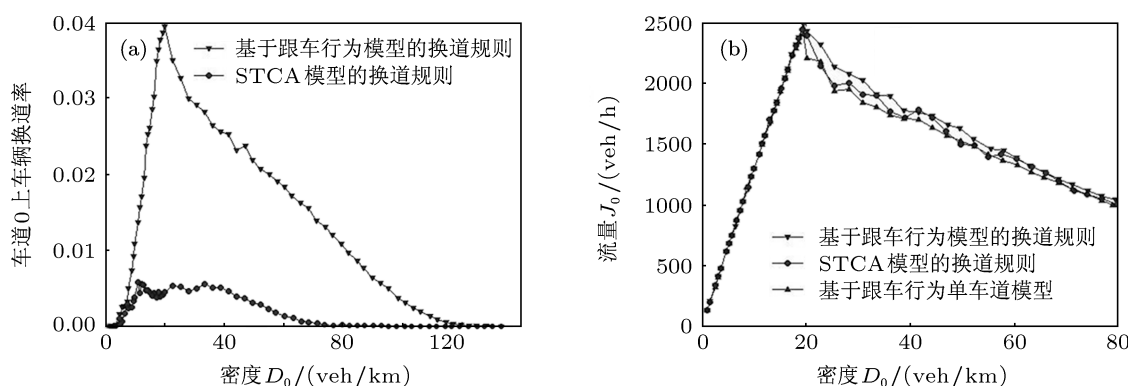 (a)
基于跟车行为模型的换道规则
STCA模型的换道规则
车道0上车辆换道率
0.04
0.03
0.02
0.01
0.00
0
40
60
80
120
密度D₀/(veh/km)
(b)
基于跟车行为模型的换道规则
STCA模型的换道规则
基于跟车行为单车道模型
流量J₀/(veh/h)
2500
2000
1500
1000
500
0
0
20
40
60
80
密度D₀/(veh/km)